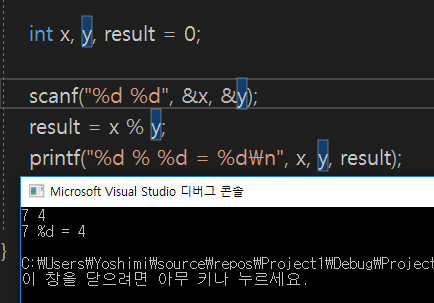 int x, y, result = 0;
scanf("%d %d", &x, &y);
result = x % y;
printf("%d % %d = %d₩n", x, y, result);
}
Microsoft Visual Studio 디버그 콘솔
7 4
7 %d = 4
C:₩Users₩Yoshimi₩source₩repos₩Project1₩Debug₩Project
이 창을 닫으려면 아무 키나 누르세요.